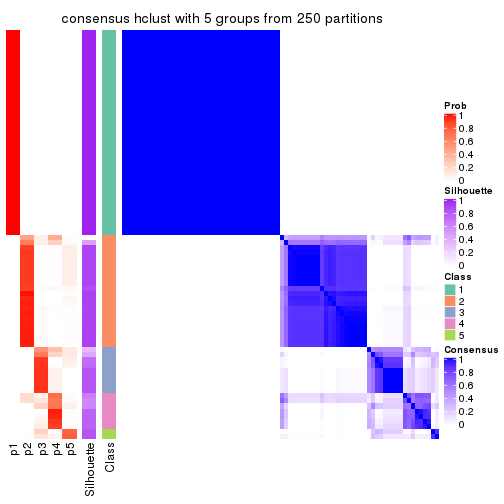 consensus hclust with 5 groups from 250 partitions
Prob
1
0.8
0.6
0.4
0.2
0
Silhouette
1
0.8
0.6
0.4
0.2
0
Class
1
2
3
4
5
Consensus
1
0.8
0.6
0.4
0.2
0
p1
p2
p3
p4
p5
Silhouette
Class